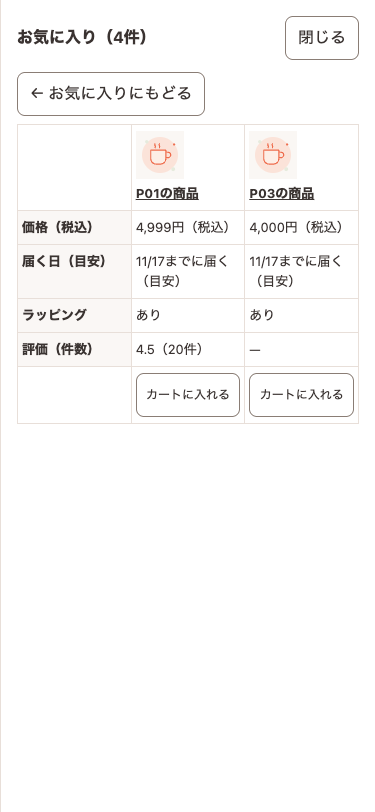 お気に入り（4件）
閉じる
← お気に入りにもどる
P01の商品 P03の商品
価格（税込） 4,999円（税込） 4,000円（税込）
届く日（目安） 11/17までに届く（目安） 11/17までに届く（目安）
ラッピング あり あり
評価（件数） 4.5（20件） —
カートに入れる カートに入れる